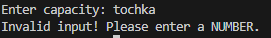 Enter capacity: tochka
Invalid input! Please enter a NUMBER.